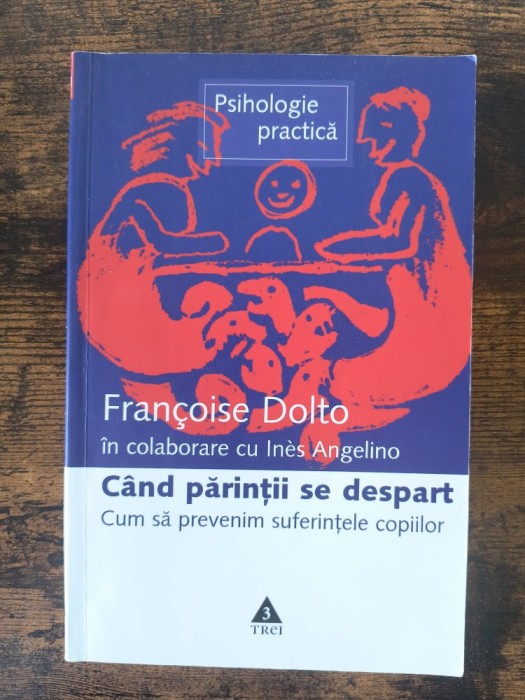 Psihologie
practică
Françoise Dolto
în colaborare cu Inès Angelino
Când părinții se despart
Cum să prevenim suferințele copiilor
3
TREI